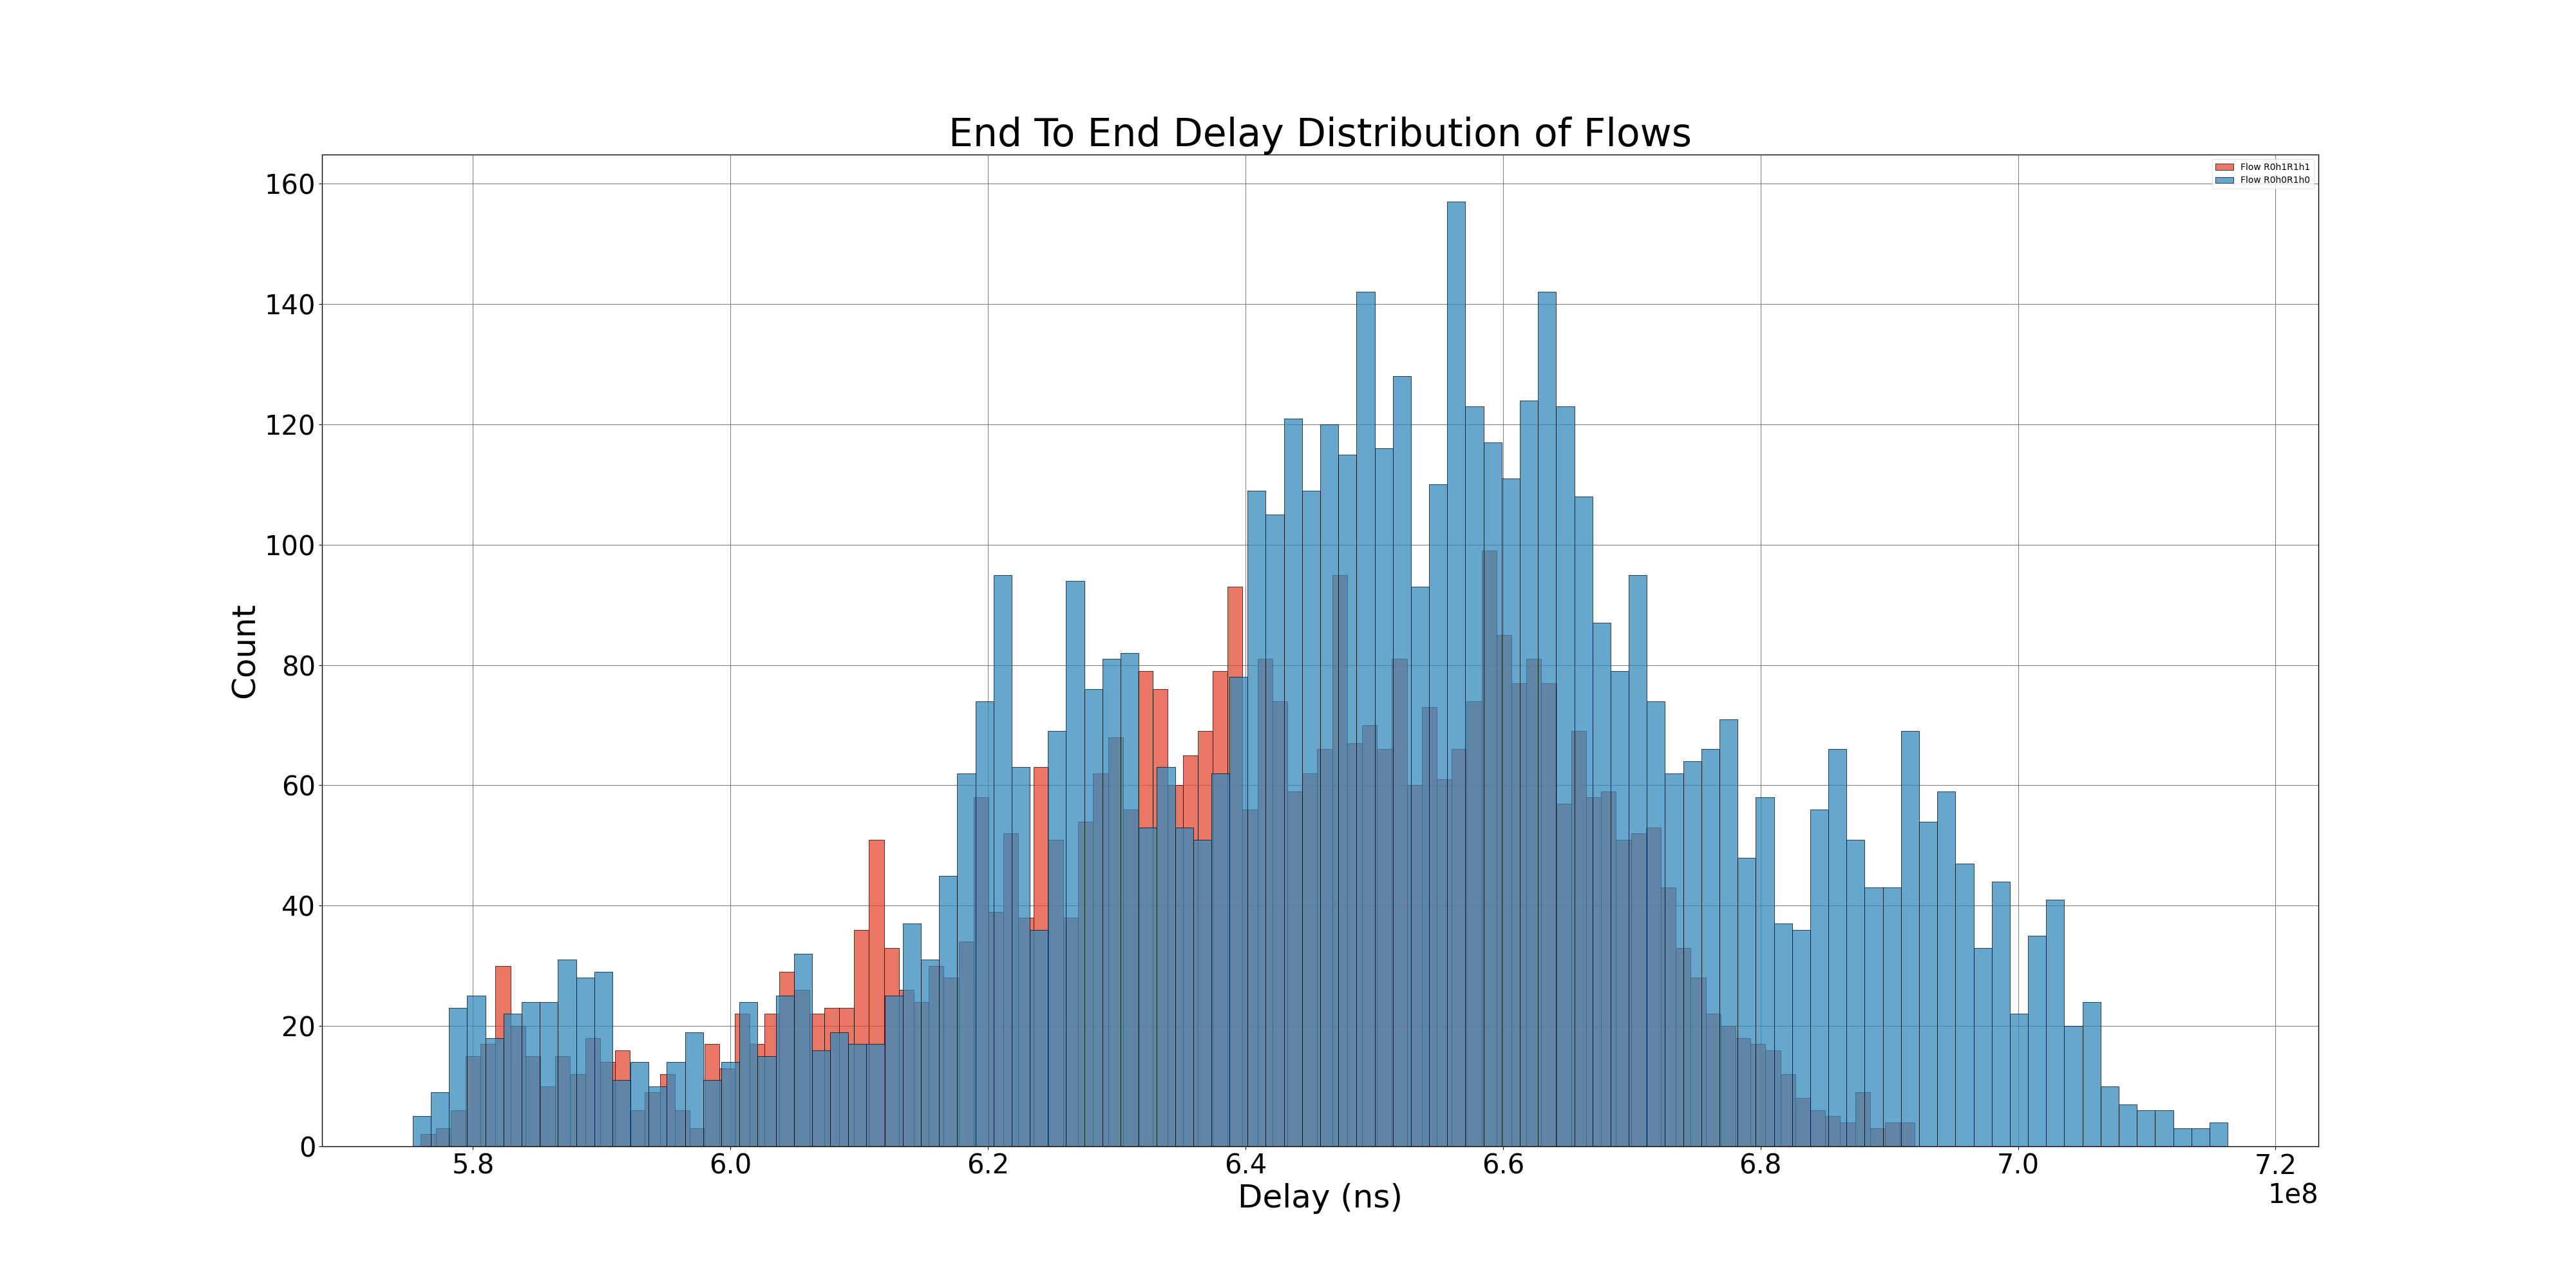 End To End Delay Distribution of Flows
Flow R0h1R1h1
Flow R0h0R1h0
160
140
120
100
80
60
40
20
0
Count
5.8 6.0 6.2 6.4 6.6 6.8 7.0 7.2
1e8
Delay (ns)